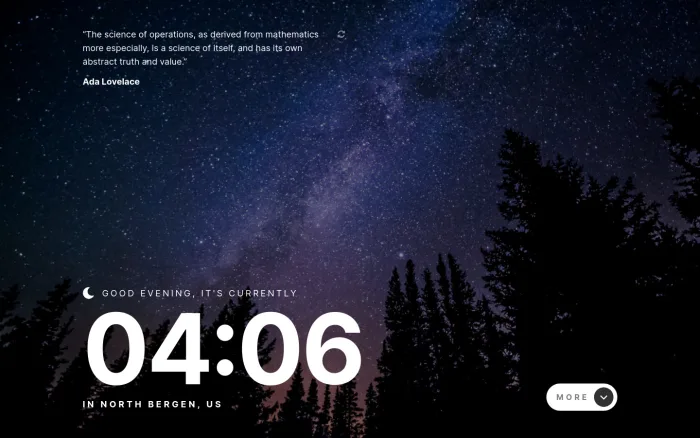 “The science of operations, as derived from mathematics
more especially, is a science of itself, and has its own
abstract truth and value.”
Ada Lovelace
GOOD EVENING, IT'S CURRENTLY
04:06
IN NORTH BERGEN, US
MORE